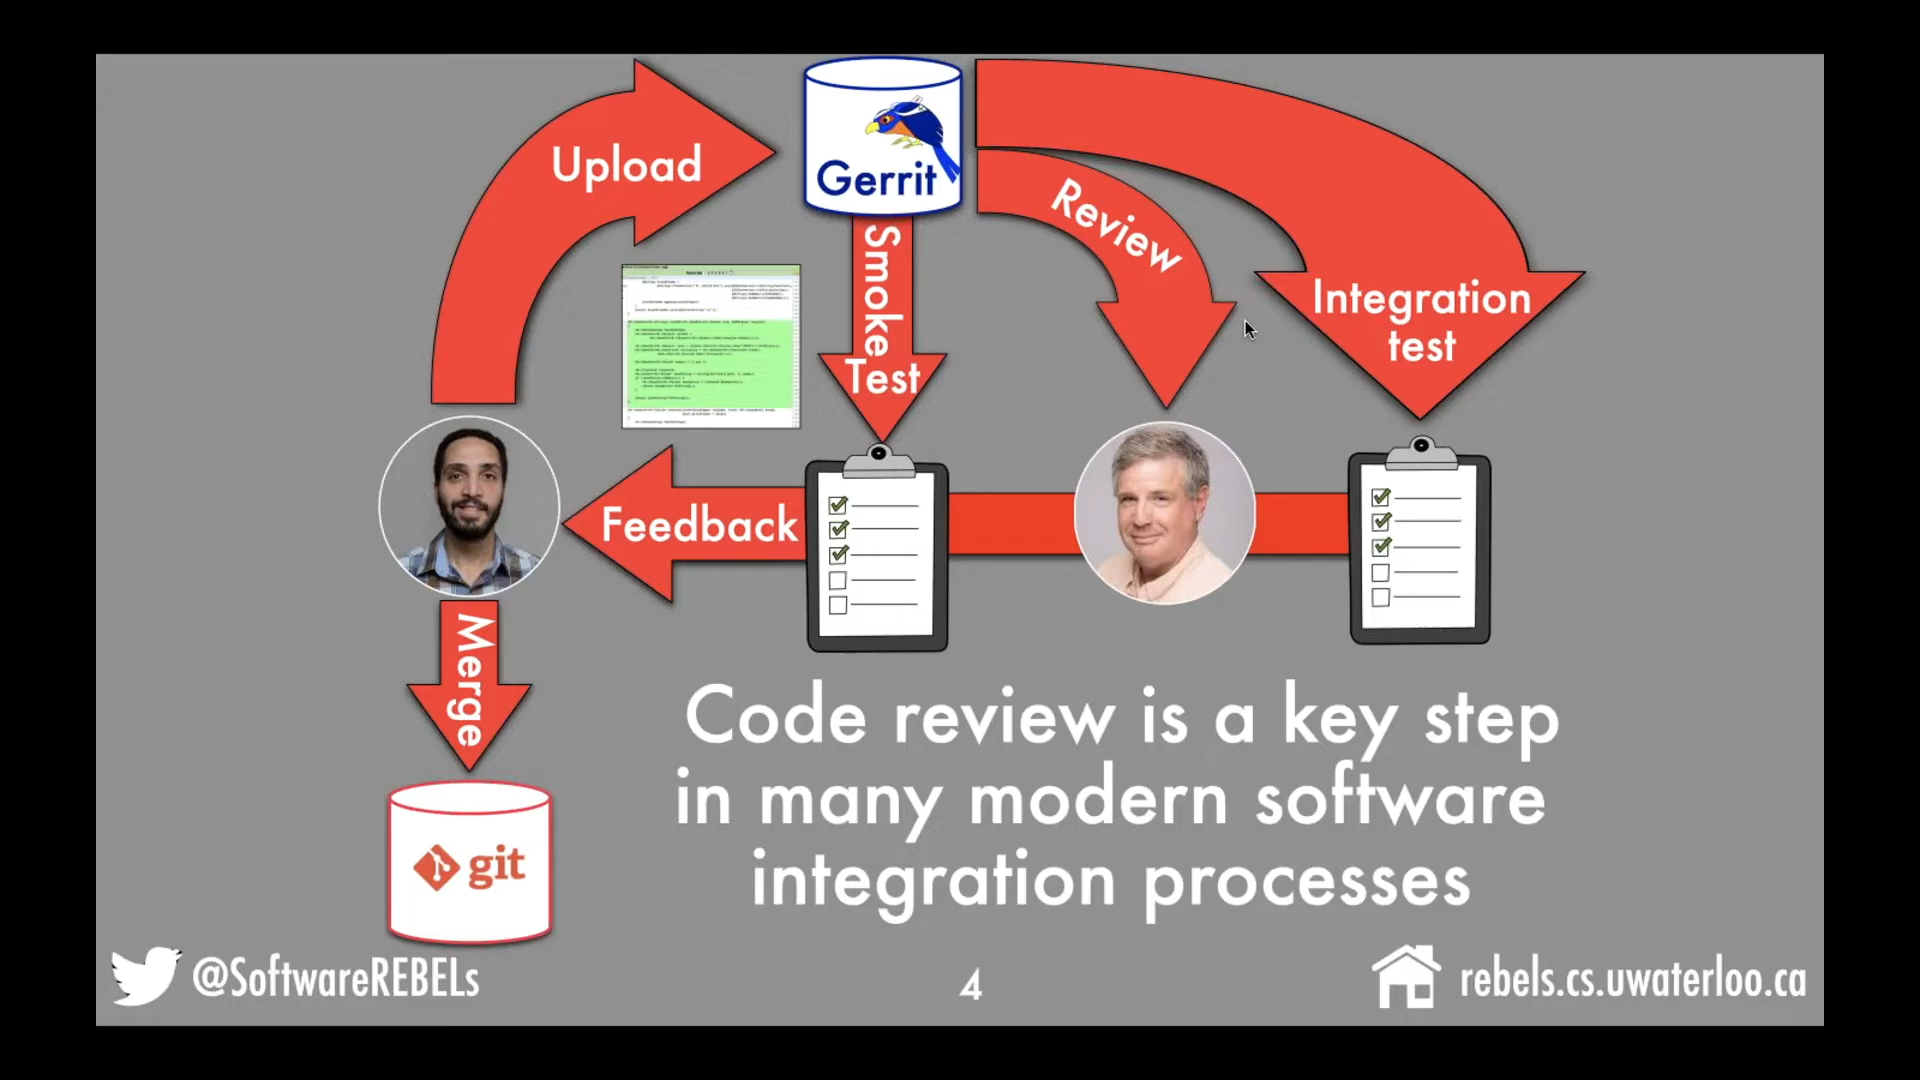 Upload
Gerrit
Smoke
Test
Review
Integration
test
Feedback
Merge
git
Code review is a key step
in many modern software
integration processes
@SoftwareREBELs
4
rebels.cs.uwaterloo.ca